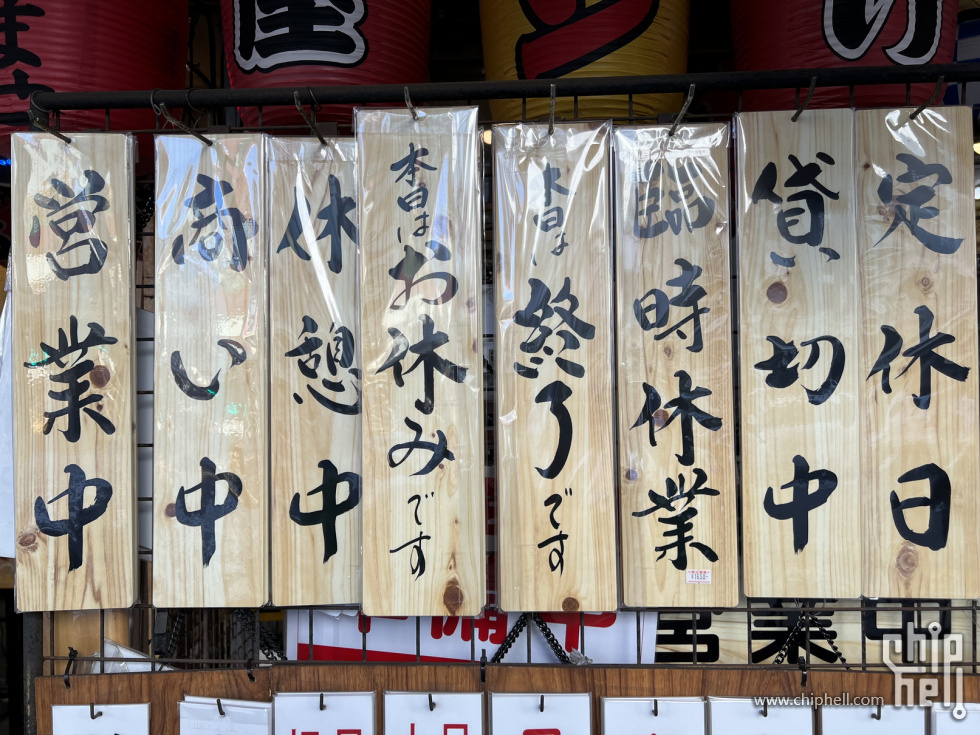 営業中
商い中
休憩中
本日はお休みです
本日は終了です
臨時休業
貸切中
定休日
営業中
www.chiphell.com
chip
hell